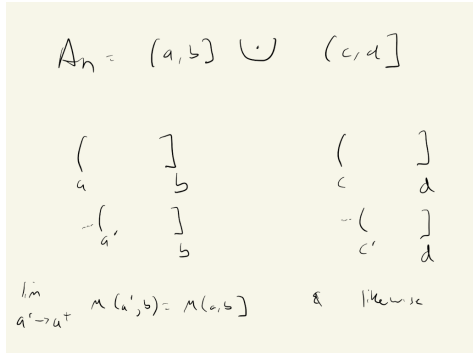 An = (a,b] ⨃ (c,d]
( ] ( ]
a b c d
--( ] --( ]
a' b c' d
lim M(a',b) = M(a,b] & likewise
a'->a+